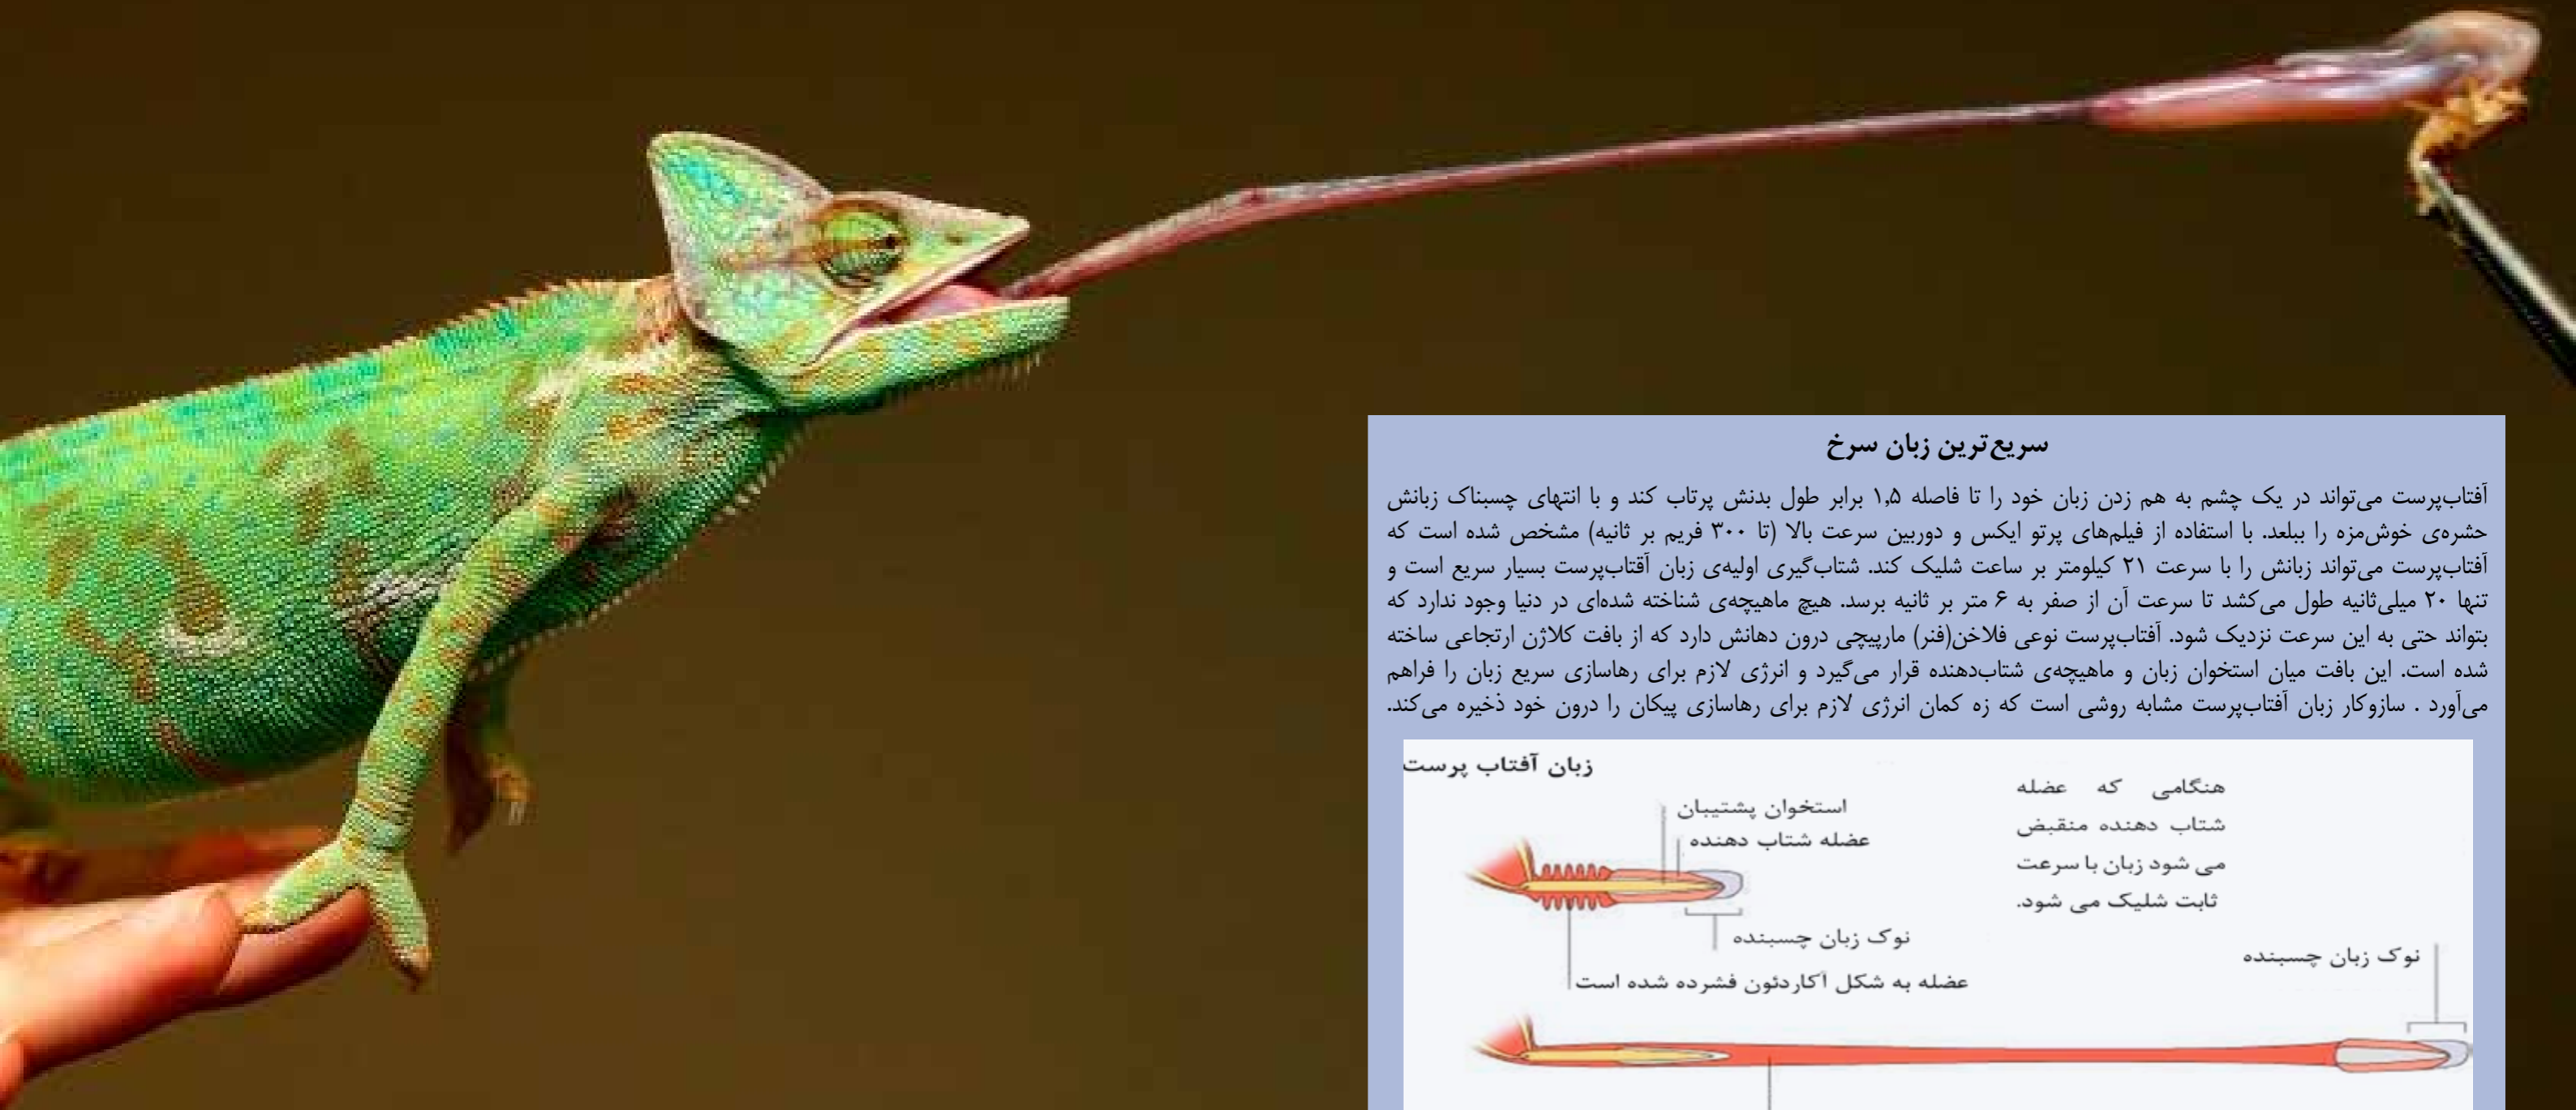 سریع‌ترین زبان سرخ
آفتاب‌پرست می‌تواند در یک چشم به هم زدن زبان خود را تا فاصله ۱,۵ برابر طول بدنش پرتاب کند و با انتهای چسبناک زبانش
حشره‌ی خوش‌مزه را ببلعد. با استفاده از فیلم‌های پرتو ایکس و دوربین سرعت بالا (تا ۳۰۰ فریم بر ثانیه) مشخص شده است که
آفتاب‌پرست می‌تواند زبانش را با سرعت ۲۱ کیلومتر بر ساعت شلیک کند. شتاب‌گیری اولیه‌ی زبان آقتاب‌پرست بسیار سریع است و
تنها ۲۰ میلی‌ثانیه طول می‌کشد تا سرعت آن از صفر به ۶ متر بر ثانیه برسد. هیچ ماهیچه‌ی شناخته شده‌ای در دنیا وجود ندارد که
بتواند حتی به این سرعت نزدیک شود. آفتاب‌پرست نوعی فلاخن(فنر) مارپیچی درون دهانش دارد که از بافت کلاژن ارتجاعی ساخته
شده است. این بافت میان استخوان زبان و ماهیچه‌ی شتاب‌دهنده قرار می‌گیرد و انرژی لازم برای رهاسازی سریع زبان را فراهم
می‌آورد . سازوکار زبان آفتاب‌پرست مشابه روشی است که زه کمان انرژی لازم برای رهاسازی پیکان را درون خود ذخیره می‌کند.
زبان آفتاب پرست
هنگامی که عضله
شتاب دهنده منقبض
می شود زبان با سرعت
ثابت شلیک می شود.
استخوان پشتیبان
عضله شتاب دهنده
نوک زبان چسبنده
عضله به شکل آکاردئون فشرده شده است
نوک زبان چسبنده